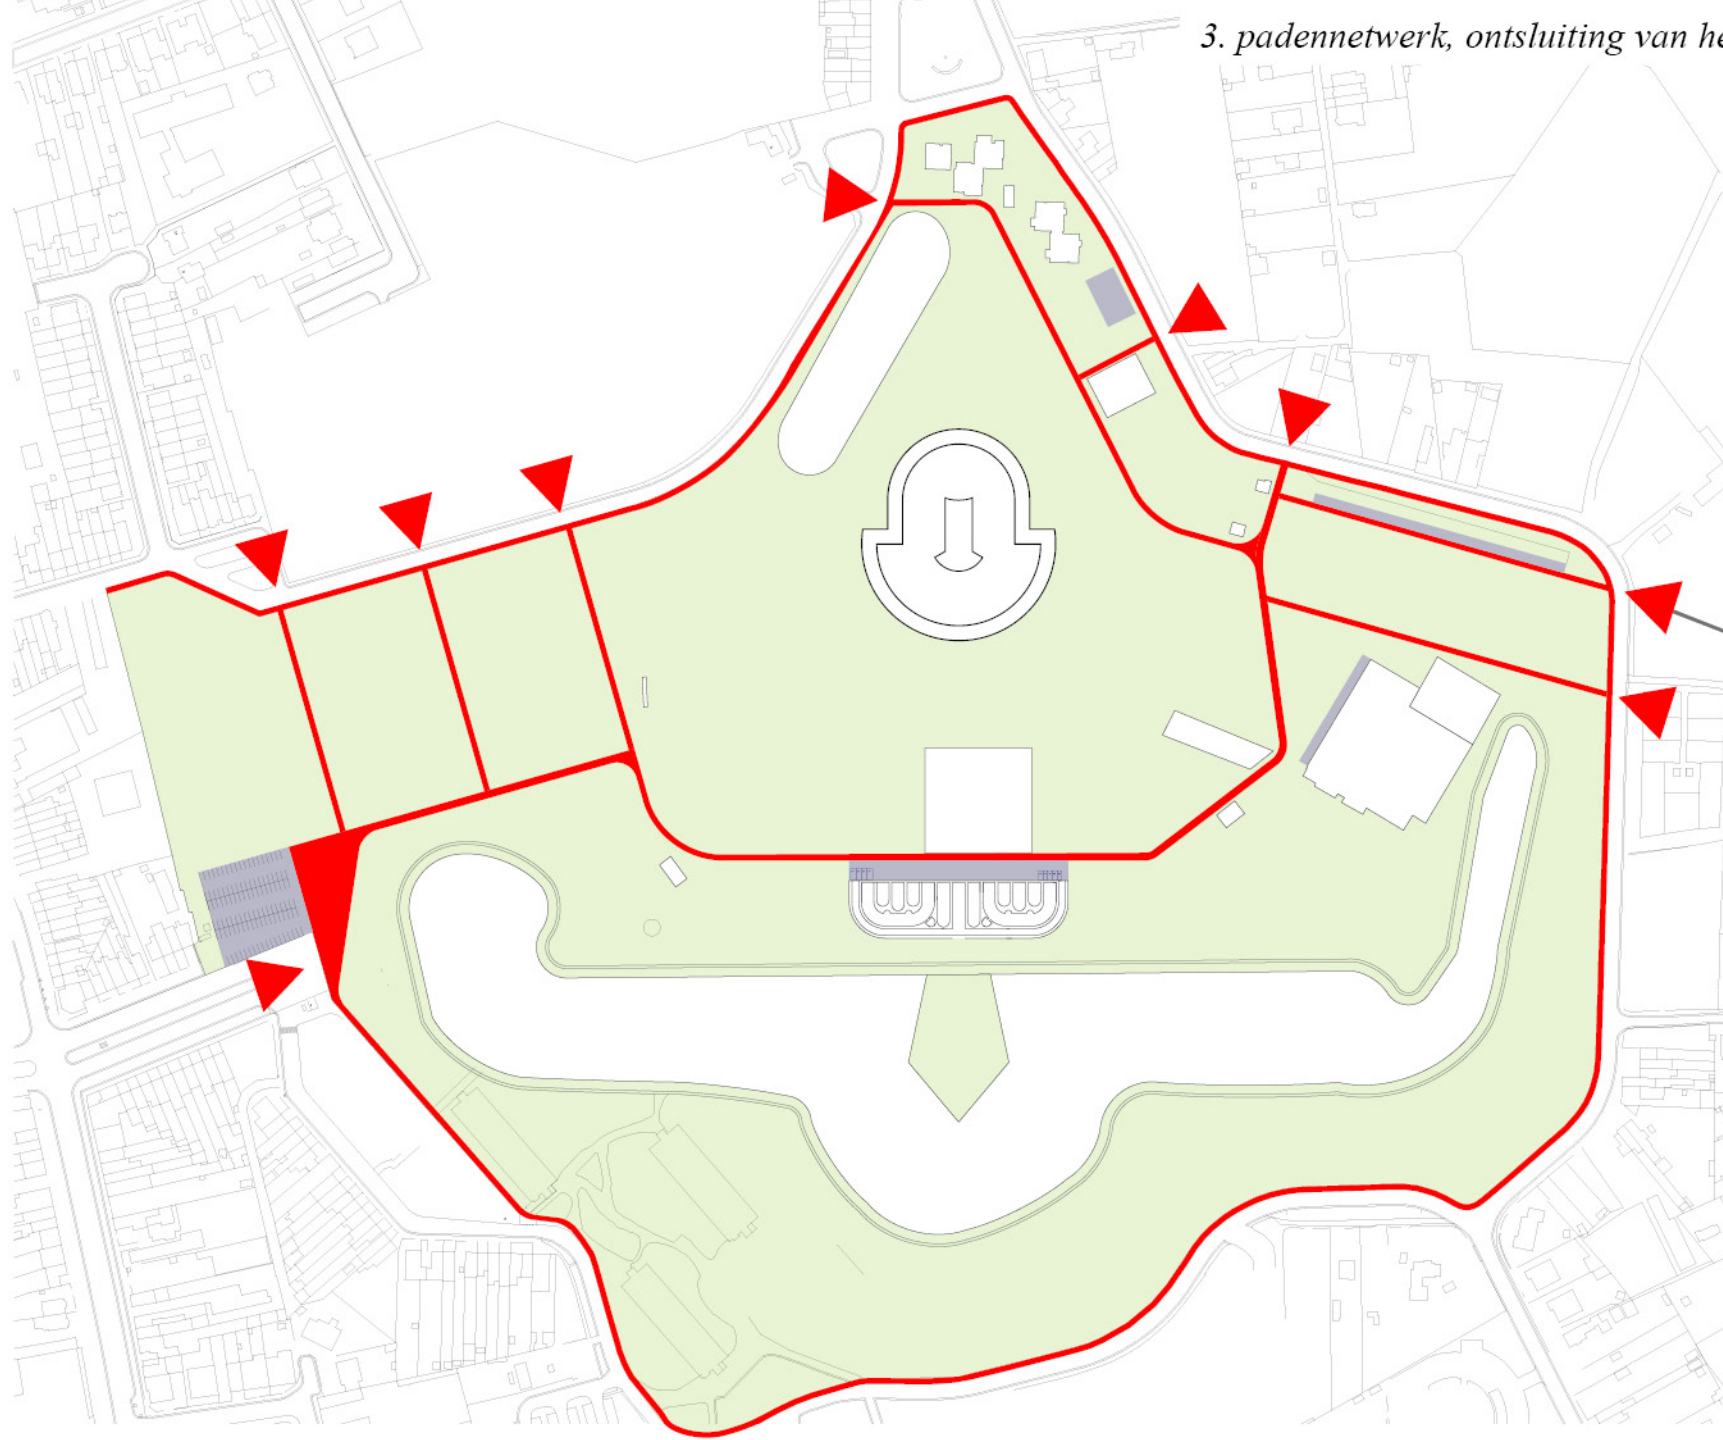 3. padennetwerk, ontsluiting van he